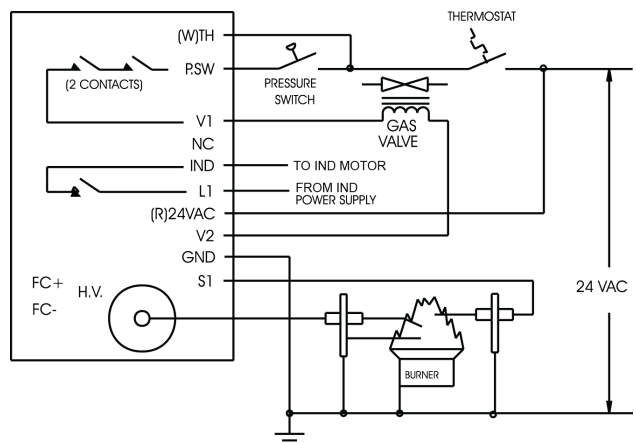 THERMOSTAT
(W)TH
P.SW
(2 CONTACTS)
PRESSURE
SWITCH
V1
GAS
VALVE
NC
IND
TO IND MOTOR
L1
FROM IND
POWER SUPPLY
(R)24VAC
V2
GND
S1
24 VAC
FC+
H.V.
FC-
BURNER